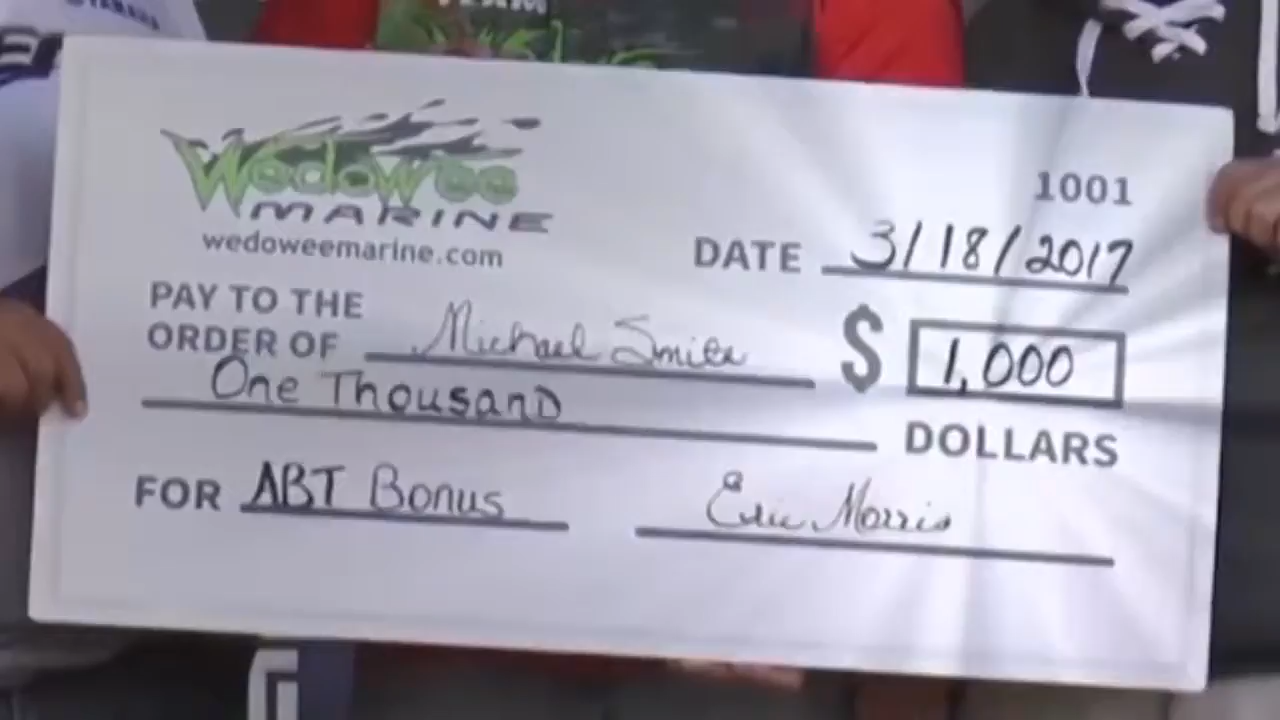 YAMAHA
Wedowee
MARINE
wedoweemarine.com
1001
DATE 3/18/2017
PAY TO THE
ORDER OF Michael Smith
$ 1,000
One Thousand
DOLLARS
FOR ABT Bonus
Eric Morris